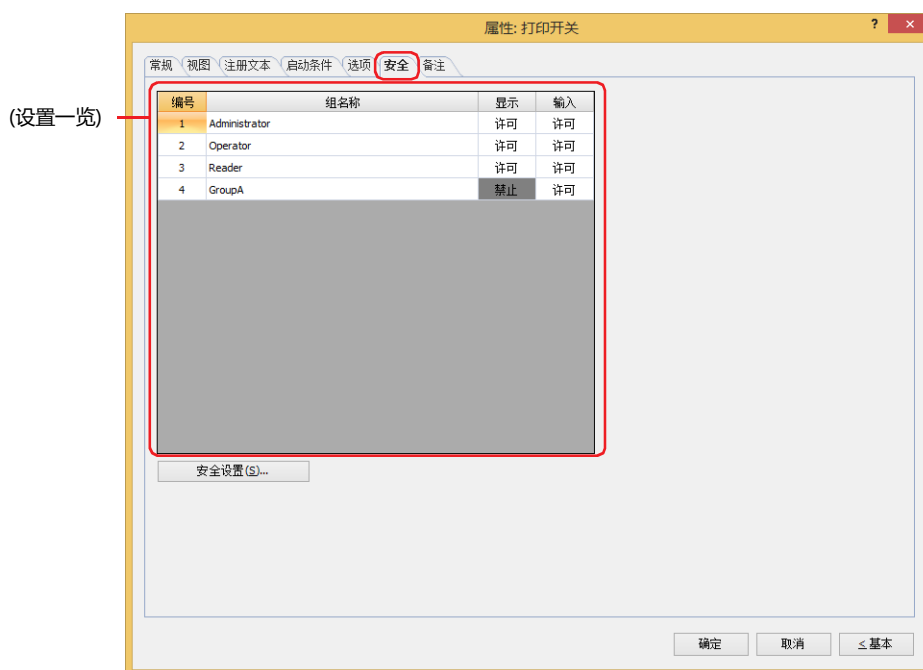 属性: 打印开关
? ×
常规 视图 注册文本 启动条件 选项 安全 备注
(设置一览)
编号 组名称 显示 输入
1 Administrator 许可 许可
2 Operator 许可 许可
3 Reader 许可 许可
4 GroupA 禁止 许可
安全设置(S)...
确定 取消 ≤基本